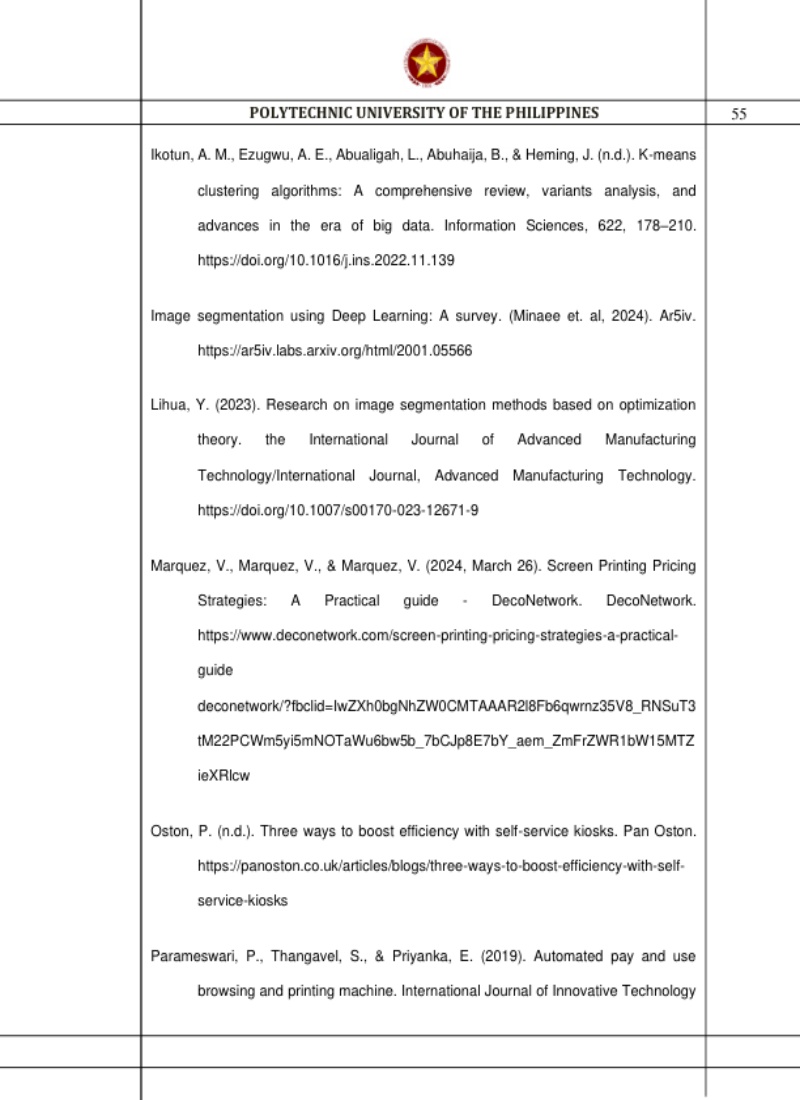 POLYTECHNIC UNIVERSITY OF THE PHILIPPINES 55
Ikotun, A. M., Ezugwu, A. E., Abualigah, L., Abuhaija, B., & Heming, J. (n.d.). K-means
clustering algorithms: A comprehensive review, variants analysis, and
advances in the era of big data. Information Sciences, 622, 178–210.
https://doi.org/10.1016/j.ins.2022.11.139
Image segmentation using Deep Learning: A survey. (Minaee et. al, 2024). Ar5iv.
https://ar5iv.labs.arxiv.org/html/2001.05566
Lihua, Y. (2023). Research on image segmentation methods based on optimization
theory. the International Journal of Advanced Manufacturing
Technology/International Journal, Advanced Manufacturing Technology.
https://doi.org/10.1007/s00170-023-12671-9
Marquez, V., Marquez, V., & Marquez, V. (2024, March 26). Screen Printing Pricing
Strategies: A Practical guide - DecoNetwork. DecoNetwork.
https://www.deconetwork.com/screen-printing-pricing-strategies-a-practical-
guide
deconetwork/?fbclid=IwZXh0bgNhZW0CMTAAAR2l8Fb6qwrnz35V8_RNSuT3
tM22PCWm5yi5mNOTaWu6bw5b_7bCJp8E7bY_aem_ZmFrZWR1bW15MTZ
ieXRlcw
Oston, P. (n.d.). Three ways to boost efficiency with self-service kiosks. Pan Oston.
https://panoston.co.uk/articles/blogs/three-ways-to-boost-efficiency-with-self-
service-kiosks
Parameswari, P., Thangavel, S., & Priyanka, E. (2019). Automated pay and use
browsing and printing machine. International Journal of Innovative Technology